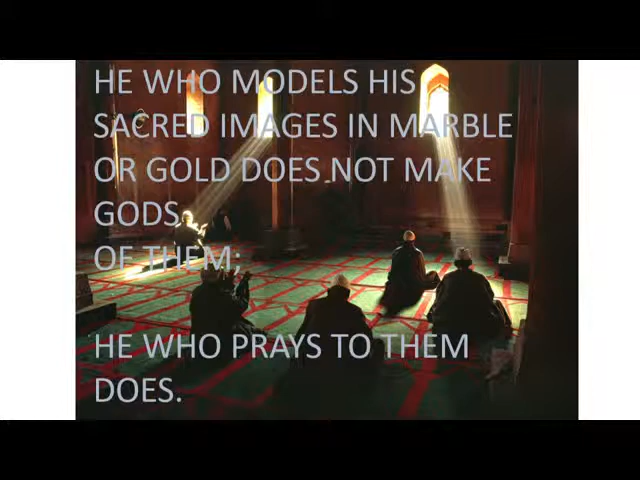 HE WHO MODELS HIS
SACRED IMAGES IN MARBLE
OR GOLD DOES NOT MAKE
GODS
OF THEM:
HE WHO PRAYS TO THEM
DOES.